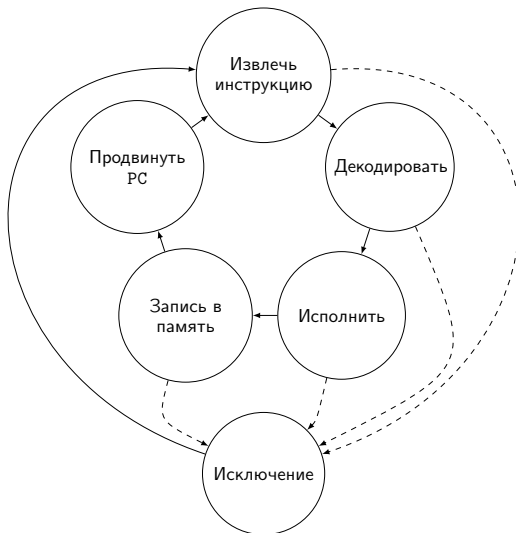 Извлечь
инструкцию
Продвинуть
PC
Декодировать
Запись в
память
Исполнить
Исключение